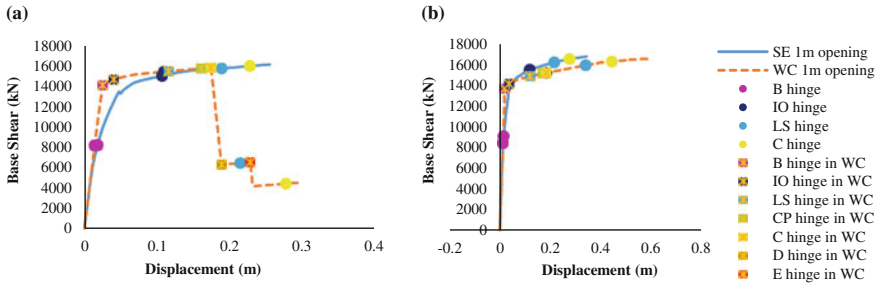 (a)
18000
16000
14000
12000
10000
8000
6000
4000
2000
0
Base Shear (kN)
0 0.1 0.2 0.3 0.4
Displacement (m)
(b)
18000
16000
14000
12000
10000
8000
6000
4000
2000
0
Base Shear (kN)
-0.2 0 0.2 0.4 0.6 0.8
Displacement (m)
SE 1m opening
WC 1m opening
B hinge
IO hinge
LS hinge
C hinge
B hinge in WC
IO hinge in WC
LS hinge in WC
CP hinge in WC
C hinge in WC
D hinge in WC
E hinge in WC